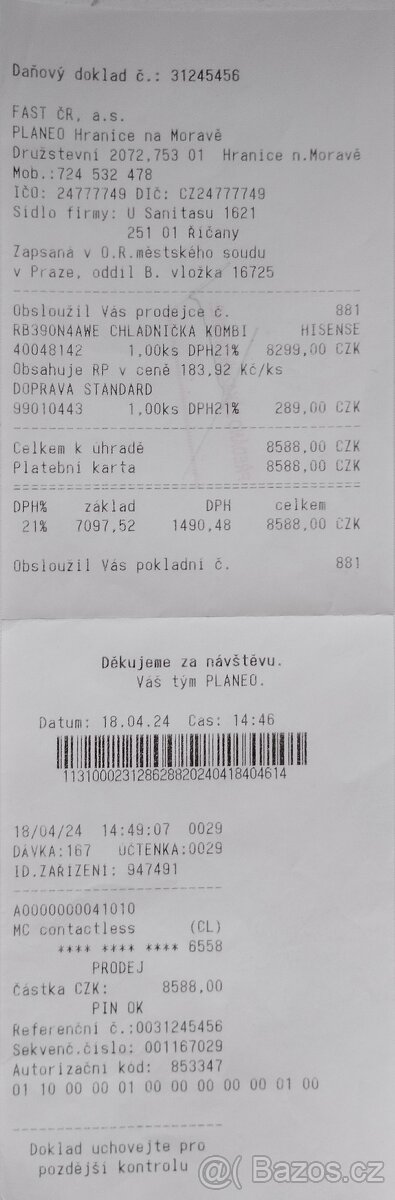 Daňový doklad č.: 31245456
FAST ČR, a.s.
PLANEO Hranice na Moravě
Družstevní 2072,753 01 Hranice n.Moravě
Mob.:724 532 478
IČO: 24777749 DIČ: CZ24777749
Sídlo firmy: U Sanitasu 1621
251 01 Říčany
Zapsaná v O.R.městského soudu
v Praze, oddíl B. vložka 16725
Obsloužil Vás prodejce č. 881
RB390N4AWE CHLADNIČKA KOMBI HISENSE
40048142 1,00ks DPH21% 8299,00 CZK
Obsahuje RP v ceně 183,92 Kč/ks
DOPRAVA STANDARD
99010443 1,00ks DPH21% 289,00 CZK
Celkem k úhradě 8588,00 CZK
Platební karta 8588,00 CZK
DPH% základ DPH celkem
21% 7097,52 1490,48 8588,00 CZK
Obsloužil Vás pokladní č. 881
Děkujeme za návštěvu.
Váš tým PLANEO.
Datum: 18.04.24 Čas: 14:46
113100023128628820240418404614
18/04/24 14:49:07 0029
DÁVKA:167 ÚČTENKA:0029
ID.ZAŘÍZENÍ: 947491
A0000000041010
MC contactless (CL)
**** **** **** 6558
PRODEJ
částka CZK: 8588,00
PIN OK
Referenční č.:0031245456
Sekvenč.číslo: 001167029
Autorizační kód: 853347
01 10 00 00 01 00 00 00 00 00 01 00
Doklad uchovejte pro
pozdější kontrolu
@ Bazoš.cz